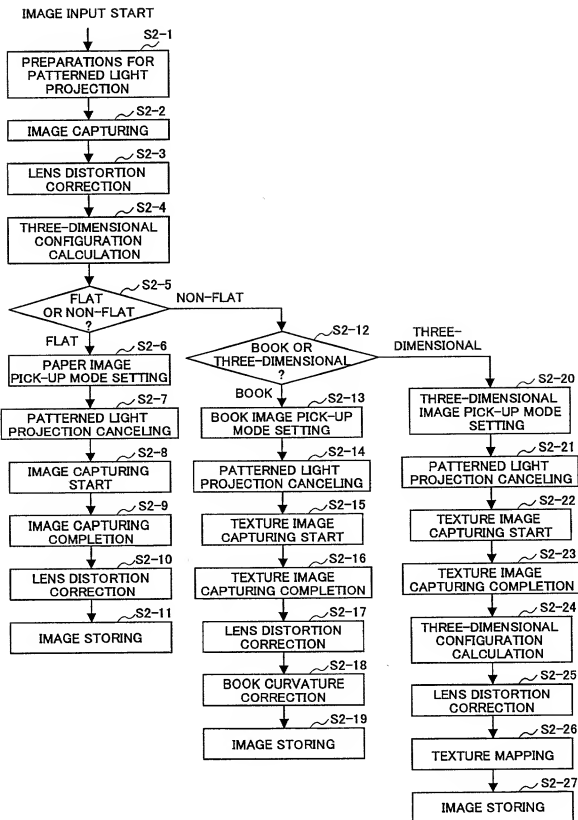 IMAGE INPUT START
S2-1
PREPARATIONS FOR
PATTERNED LIGHT
PROJECTION
S2-2
IMAGE CAPTURING
S2-3
LENS DISTORTION
CORRECTION
S2-4
THREE-DIMENSIONAL
CONFIGURATION
CALCULATION
S2-5
FLAT
OR NON-FLAT
?
NON-FLAT
FLAT
S2-6
PAPER IMAGE
PICK-UP MODE SETTING
S2-7
PATTERNED LIGHT
PROJECTION CANCELING
S2-8
IMAGE CAPTURING
START
S2-9
IMAGE CAPTURING
COMPLETION
S2-10
LENS DISTORTION
CORRECTION
S2-11
IMAGE STORING
S2-12
BOOK OR
THREE-DIMENSIONAL
?
THREE-
DIMENSIONAL
BOOK
S2-13
BOOK IMAGE PICK-UP
MODE SETTING
S2-14
PATTERNED LIGHT
PROJECTION CANCELING
S2-15
TEXTURE IMAGE
CAPTURING START
S2-16
TEXTURE IMAGE
CAPTURING COMPLETION
S2-17
LENS DISTORTION
CORRECTION
S2-18
BOOK CURVATURE
CORRECTION
S2-19
IMAGE STORING
S2-20
THREE-DIMENSIONAL
IMAGE PICK-UP MODE
SETTING
S2-21
PATTERNED LIGHT
PROJECTION CANCELING
S2-22
TEXTURE IMAGE
CAPTURING START
S2-23
TEXTURE IMAGE
CAPTURING COMPLETION
S2-24
THREE-DIMENSIONAL
CONFIGURATION
CALCULATION
S2-25
LENS DISTORTION
CORRECTION
S2-26
TEXTURE MAPPING
S2-27
IMAGE STORING